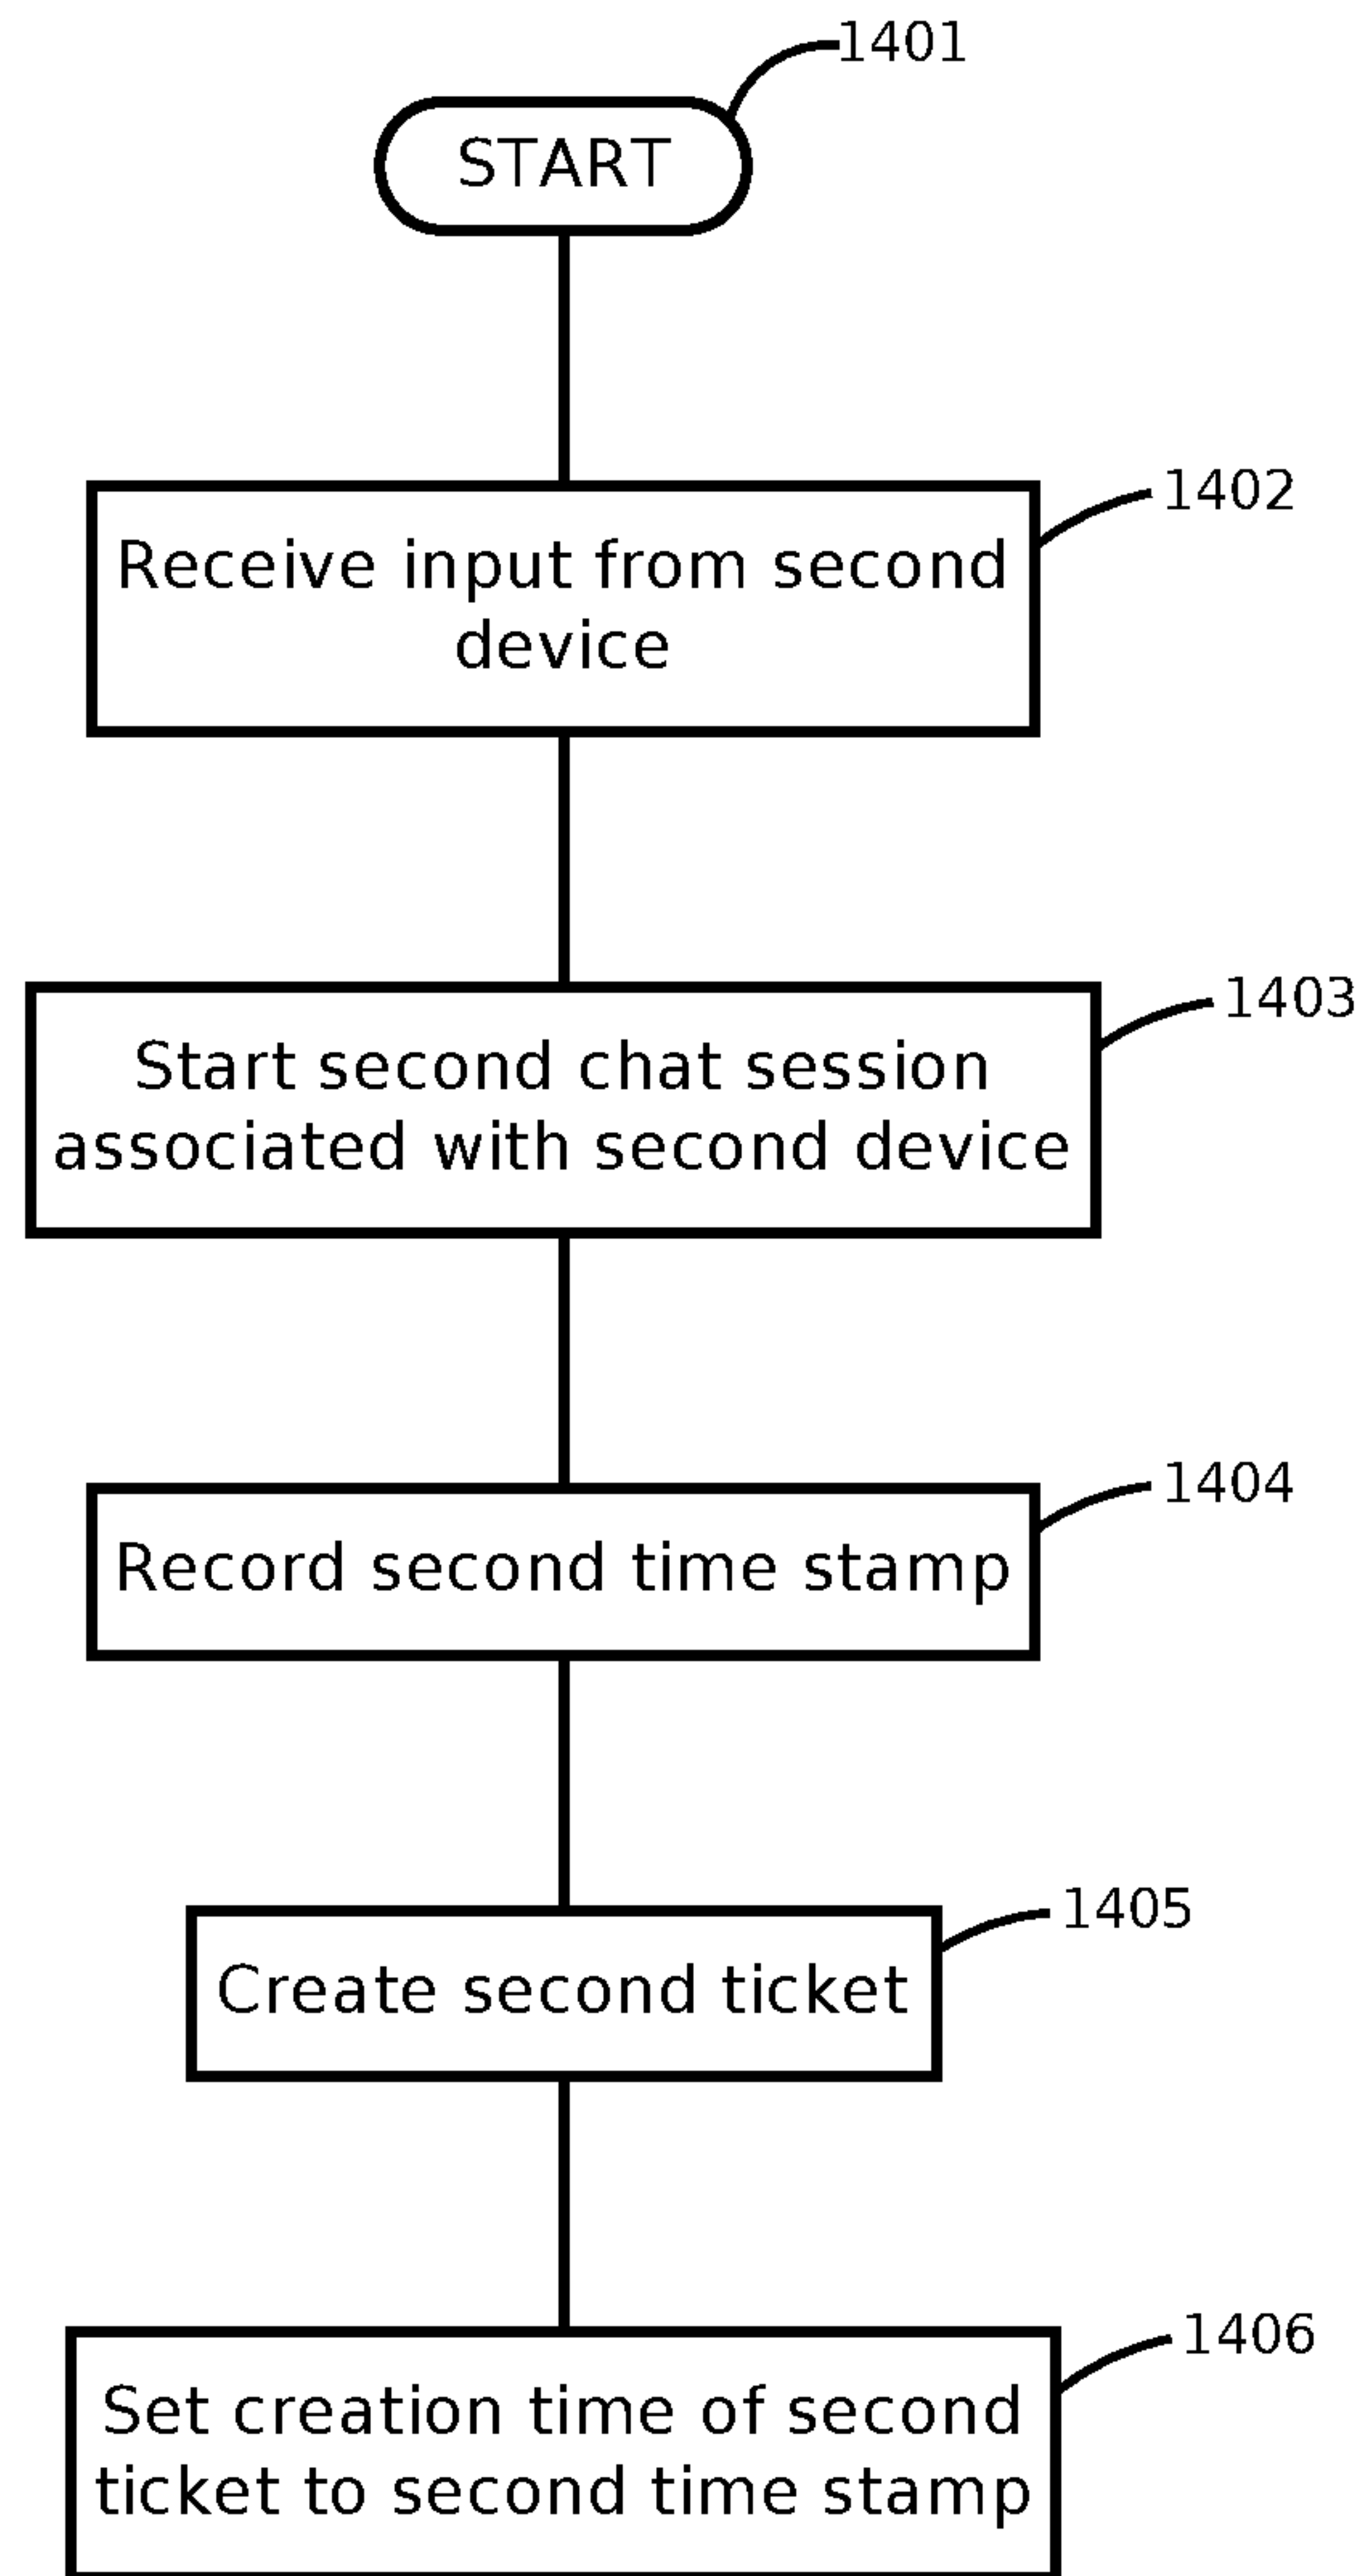 1401
START
1402
Receive input from second
device
1403
Start second chat session
associated with second device
1404
Record second time stamp
1405
Create second ticket
1406
Set creation time of second
ticket to second time stamp